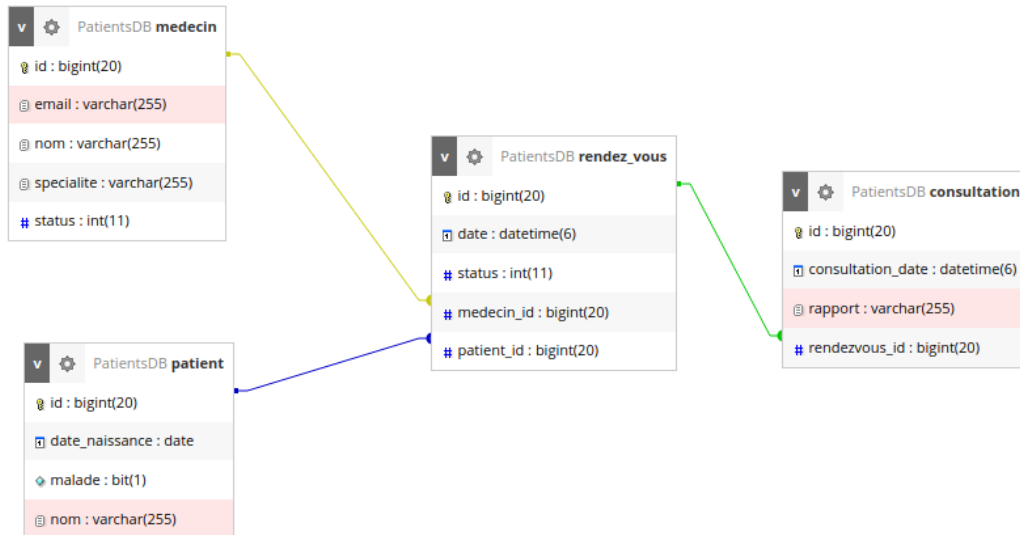 v PatientsDB medecin
id : bigint(20)
email : varchar(255)
nom : varchar(255)
specialite : varchar(255)
# status : int(11)
v PatientsDB rendez_vous
id : bigint(20)
date : datetime(6)
# status : int(11)
# medecin_id : bigint(20)
# patient_id : bigint(20)
v PatientsDB consultation
id : bigint(20)
consultation_date : datetime(6)
rapport : varchar(255)
# rendezvous_id : bigint(20)
v PatientsDB patient
id : bigint(20)
date_naissance : date
malade : bit(1)
nom : varchar(255)